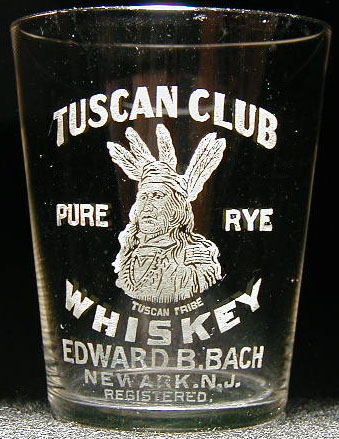 TUSCAN CLUB
PURE RYE
TUSCAN TRIBE
WHISKEY
EDWARD B. BACH
NEWARK. N.J.
REGISTERED.